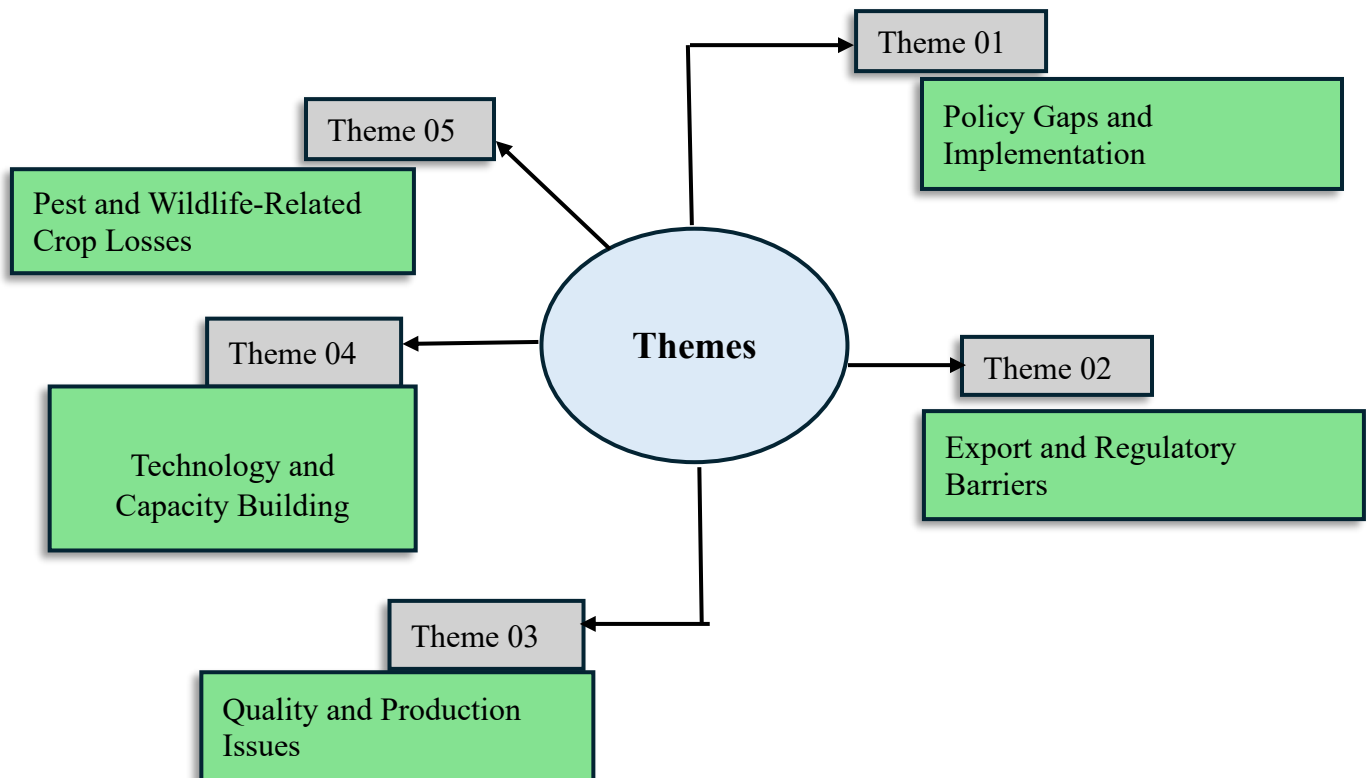 Theme 01
Policy Gaps and
Implementation
Theme 05
Pest and Wildlife-Related
Crop Losses
Themes
Theme 04
Technology and
Capacity Building
Theme 02
Export and Regulatory
Barriers
Theme 03
Quality and Production
Issues